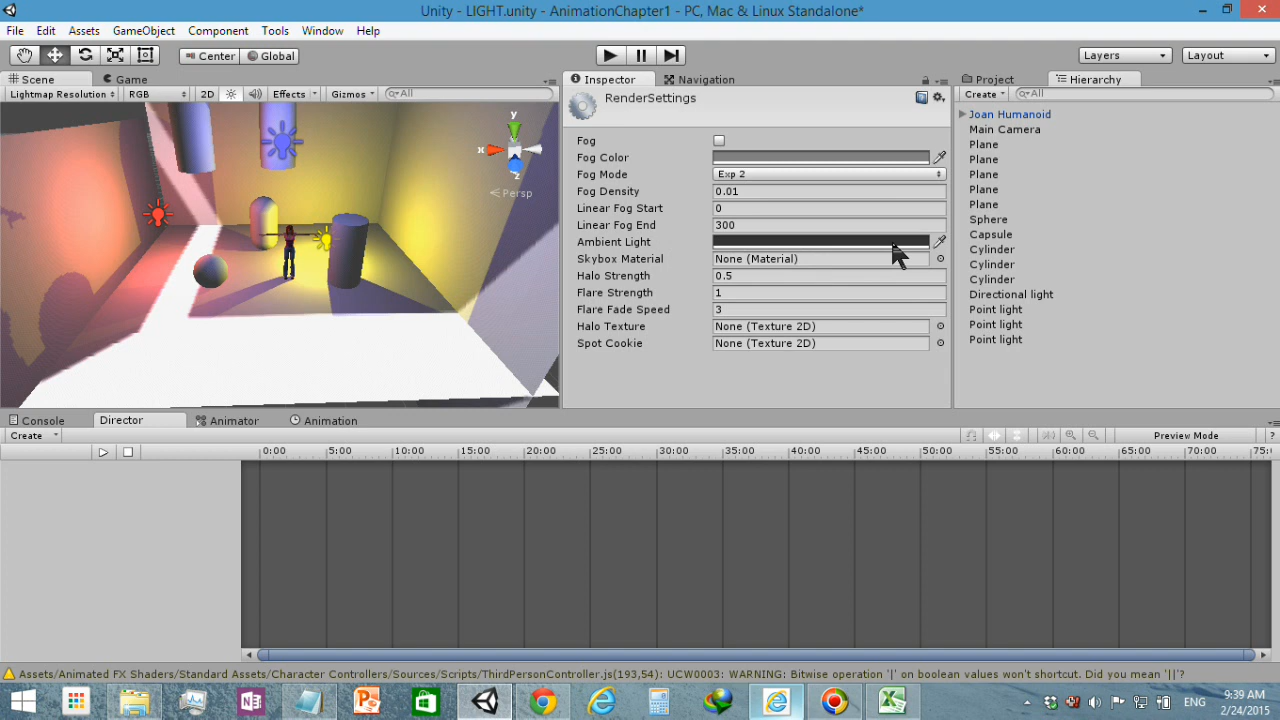 Unity - LIGHT.unity - AnimationChapter1 - PC, Mac & Linux Standalone*
File Edit Assets GameObject Component Tools Window Help
Center Global Layers Layout
Scene Game Inspector Navigation Project Hierarchy
Lightmap Resolution RGB 2D Effects Gizmos All RenderSettings Create All
y
x
z
Persp
Fog
Fog Color
Fog Mode Exp 2
Fog Density 0.01
Linear Fog Start 0
Linear Fog End 300
Ambient Light
Skybox Material None (Material)
Halo Strength 0.5
Flare Strength 1
Flare Fade Speed 3
Halo Texture None (Texture 2D)
Spot Cookie None (Texture 2D)
Joan Humanoid
Main Camera
Plane
Plane
Plane
Plane
Plane
Sphere
Capsule
Cylinder
Cylinder
Cylinder
Directional light
Point light
Point light
Point light
Console Director Animator Animation
Create Preview Mode ?
0:00 5:00 10:00 15:00 20:00 25:00 30:00 35:00 40:00 45:00 50:00 55:00 60:00 65:00 70:00 75:
Assets/Animated FX Shaders/Standard Assets/Character Controllers/Sources/Scripts/ThirdPersonController.js(193,54): UCW0003: WARNING: Bitwise operation '|' on boolean values won't shortcut. Did you mean '||'?
ENG 9:39 AM
2/24/2015